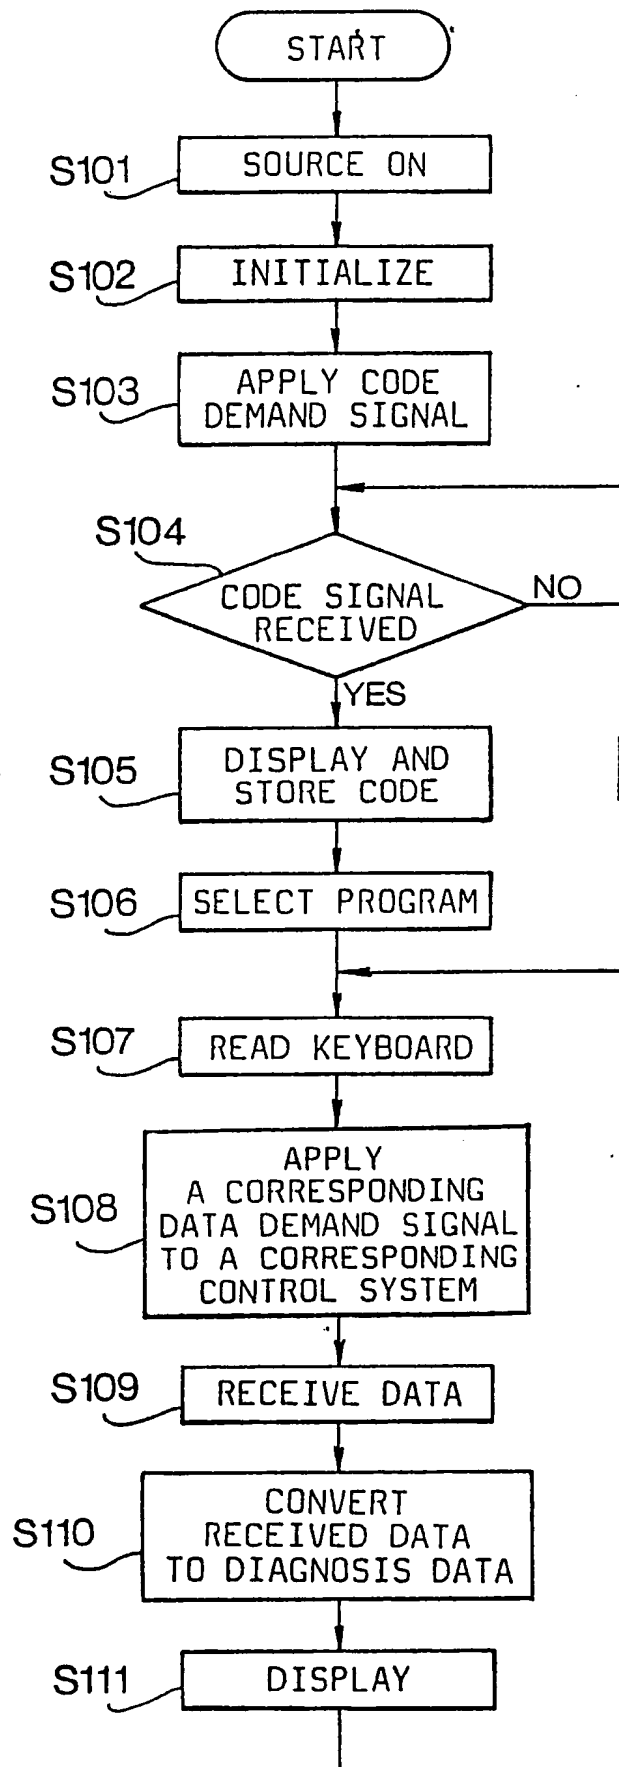 START
S101
SOURCE ON
S102
INITIALIZE
S103
APPLY CODE
DEMAND SIGNAL
S104
CODE SIGNAL
RECEIVED
NO
YES
S105
DISPLAY AND
STORE CODE
S106
SELECT PROGRAM
S107
READ KEYBOARD
S108
APPLY
A CORRESPONDING
DATA DEMAND SIGNAL
TO A CORRESPONDING
CONTROL SYSTEM
S109
RECEIVE DATA
S110
CONVERT
RECEIVED DATA
TO DIAGNOSIS DATA
S111
DISPLAY